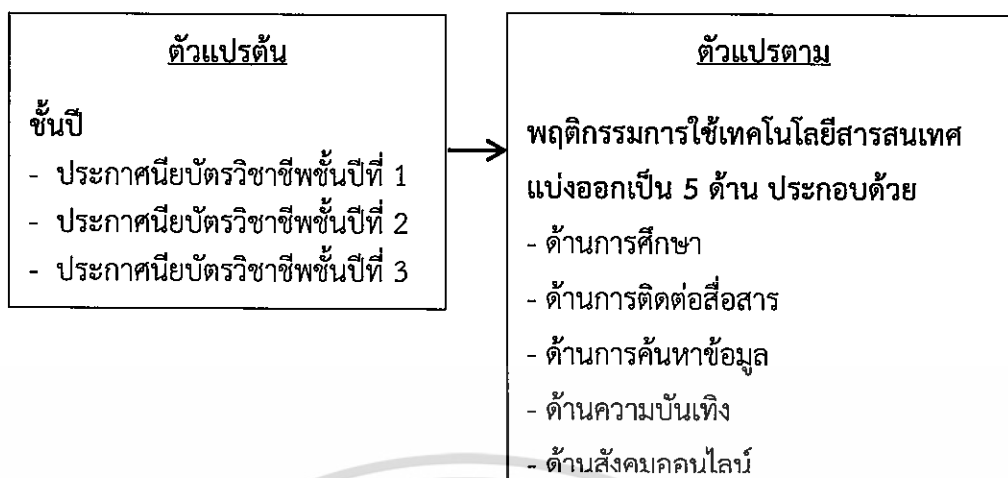 ตัวแปรต้น
ชั้นปี
- ประกาศนียบัตรวิชาชีพชั้นปีที่ 1
- ประกาศนียบัตรวิชาชีพชั้นปีที่ 2
- ประกาศนียบัตรวิชาชีพชั้นปีที่ 3
ตัวแปรตาม
พฤติกรรมการใช้เทคโนโลยีสารสนเทศ
แบ่งออกเป็น 5 ด้าน ประกอบด้วย
- ด้านการศึกษา
- ด้านการติดต่อสื่อสาร
- ด้านการค้นหาข้อมูล
- ด้านความบันเทิง
- ด้านสังคมออนไลน์